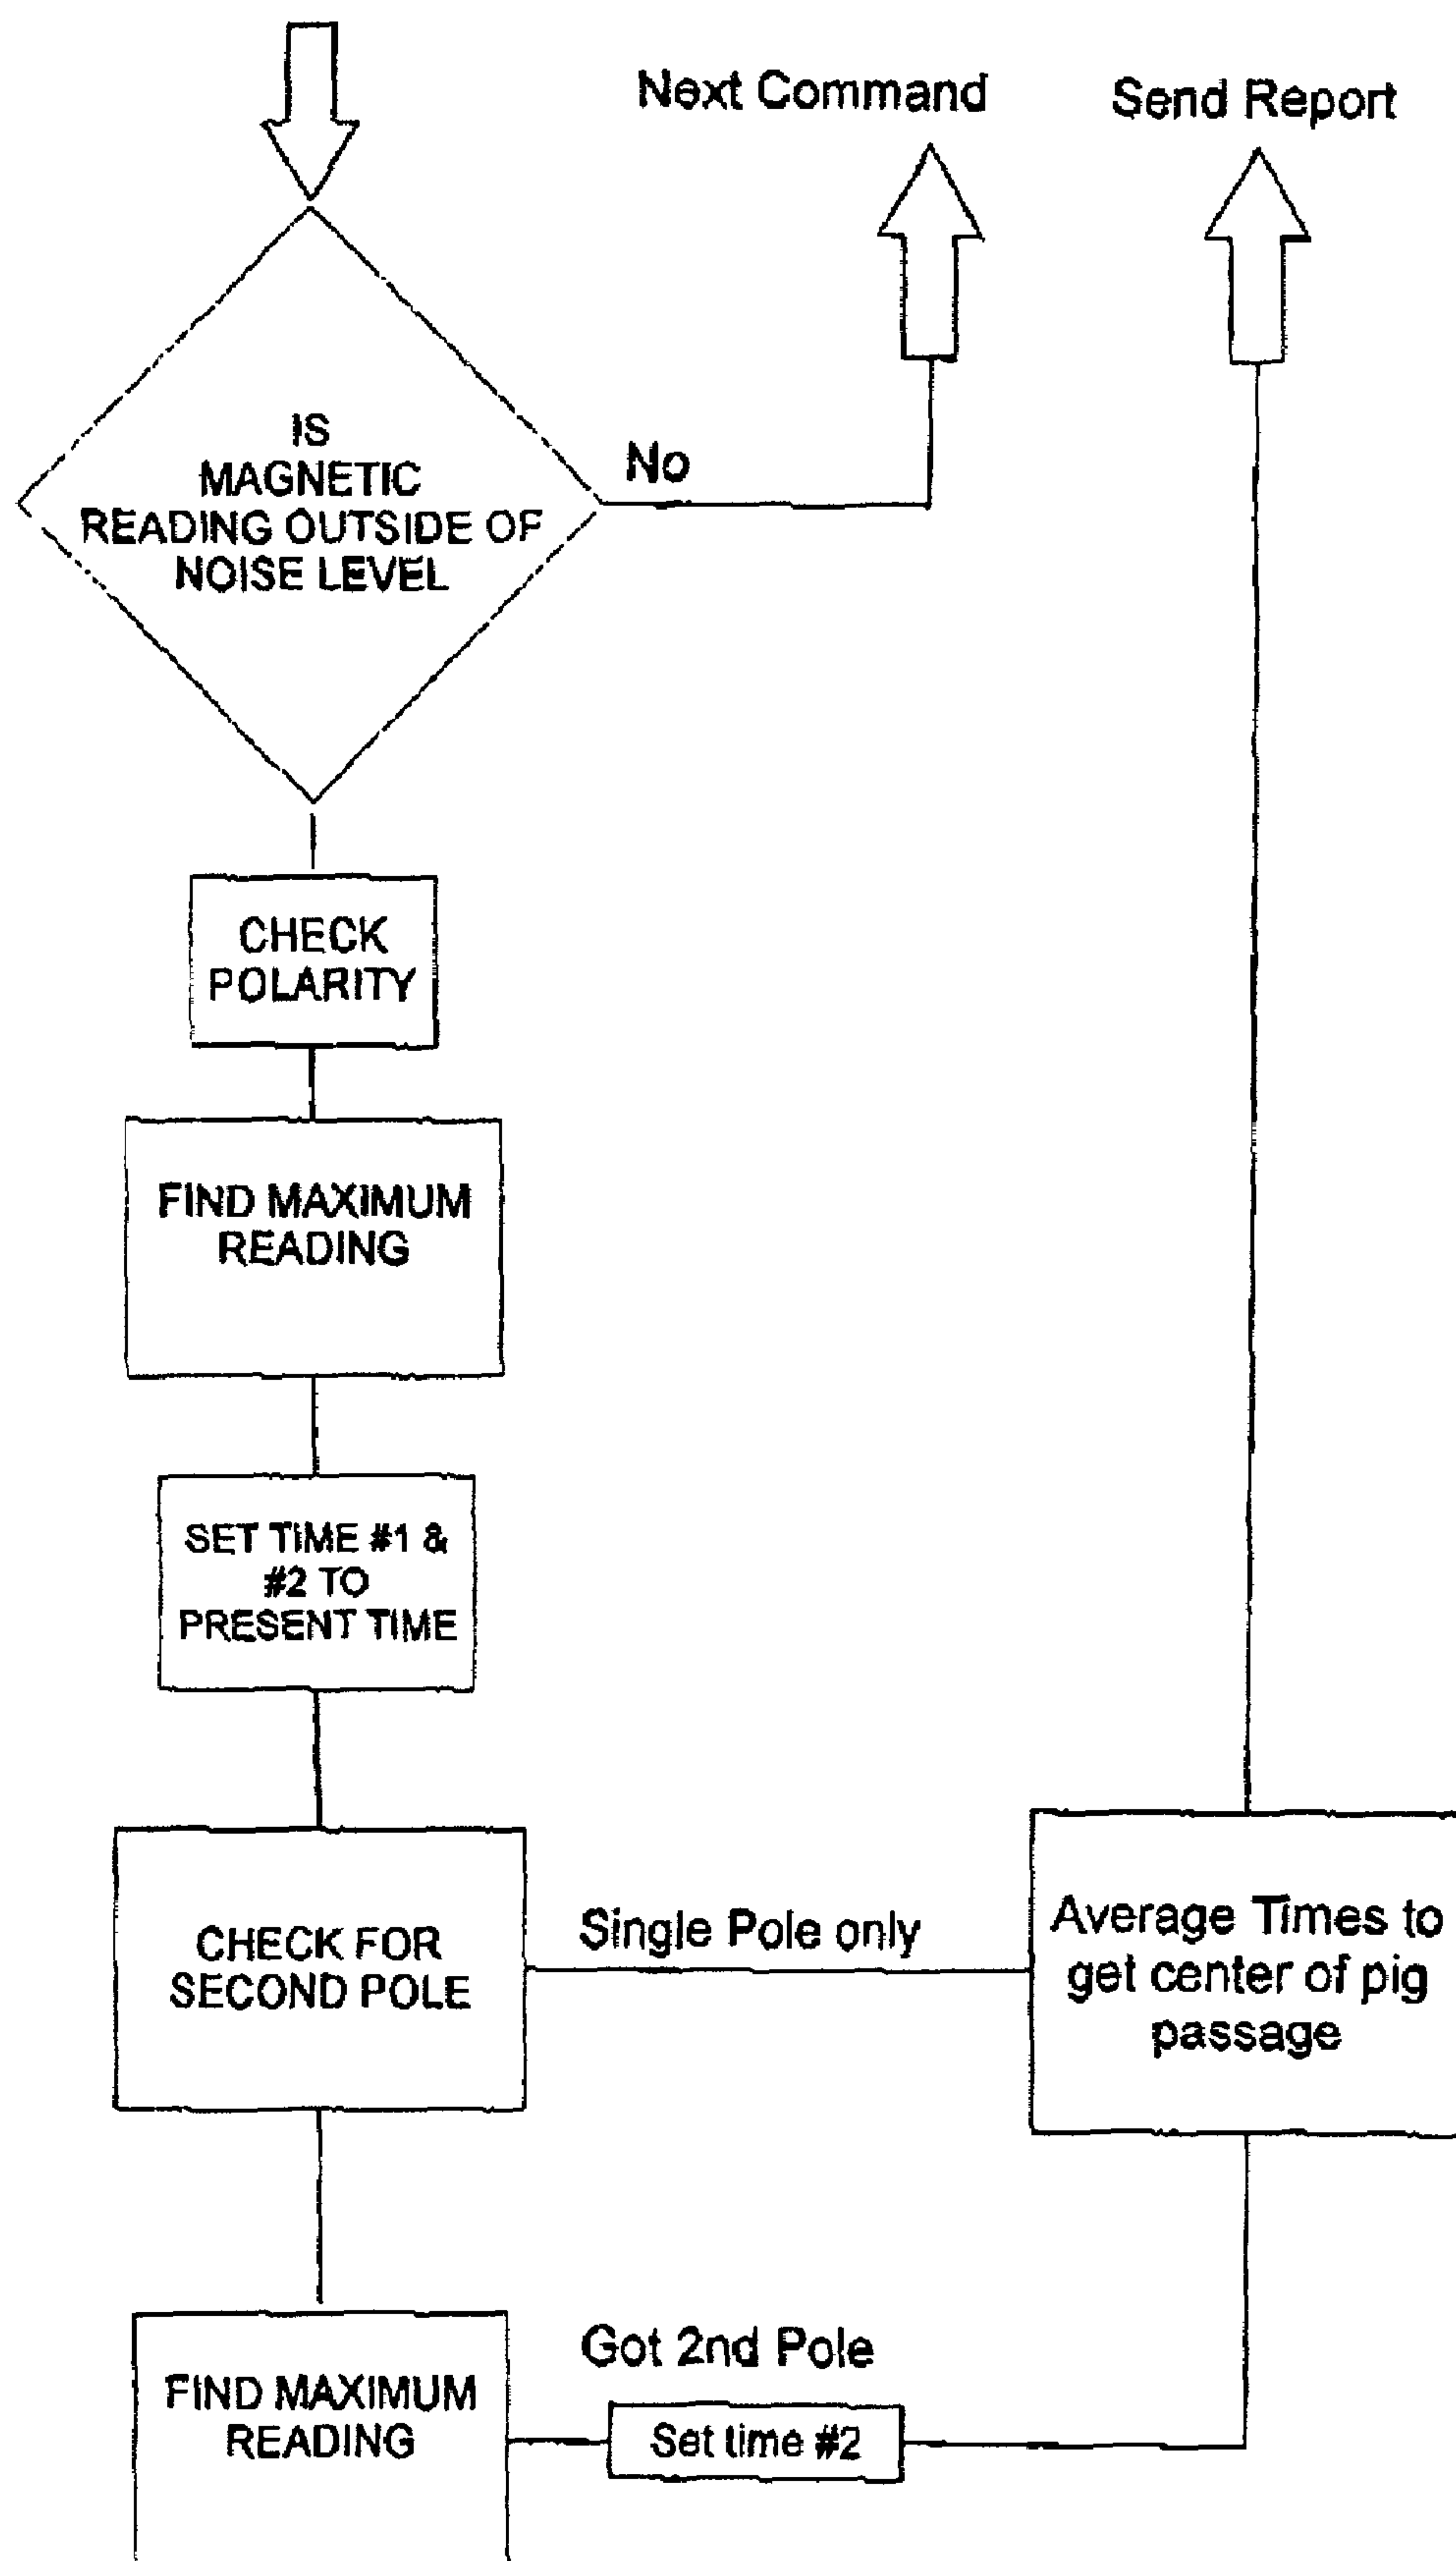 Next Command
Send Report
IS
MAGNETIC
READING OUTSIDE OF
NOISE LEVEL
No
CHECK
POLARITY
FIND MAXIMUM
READING
SET TIME #1 &
#2 TO
PRESENT TIME
CHECK FOR
SECOND POLE
Single Pole only
Average Times to
get center of pig
passage
FIND MAXIMUM
READING
Got 2nd Pole
Set time #2